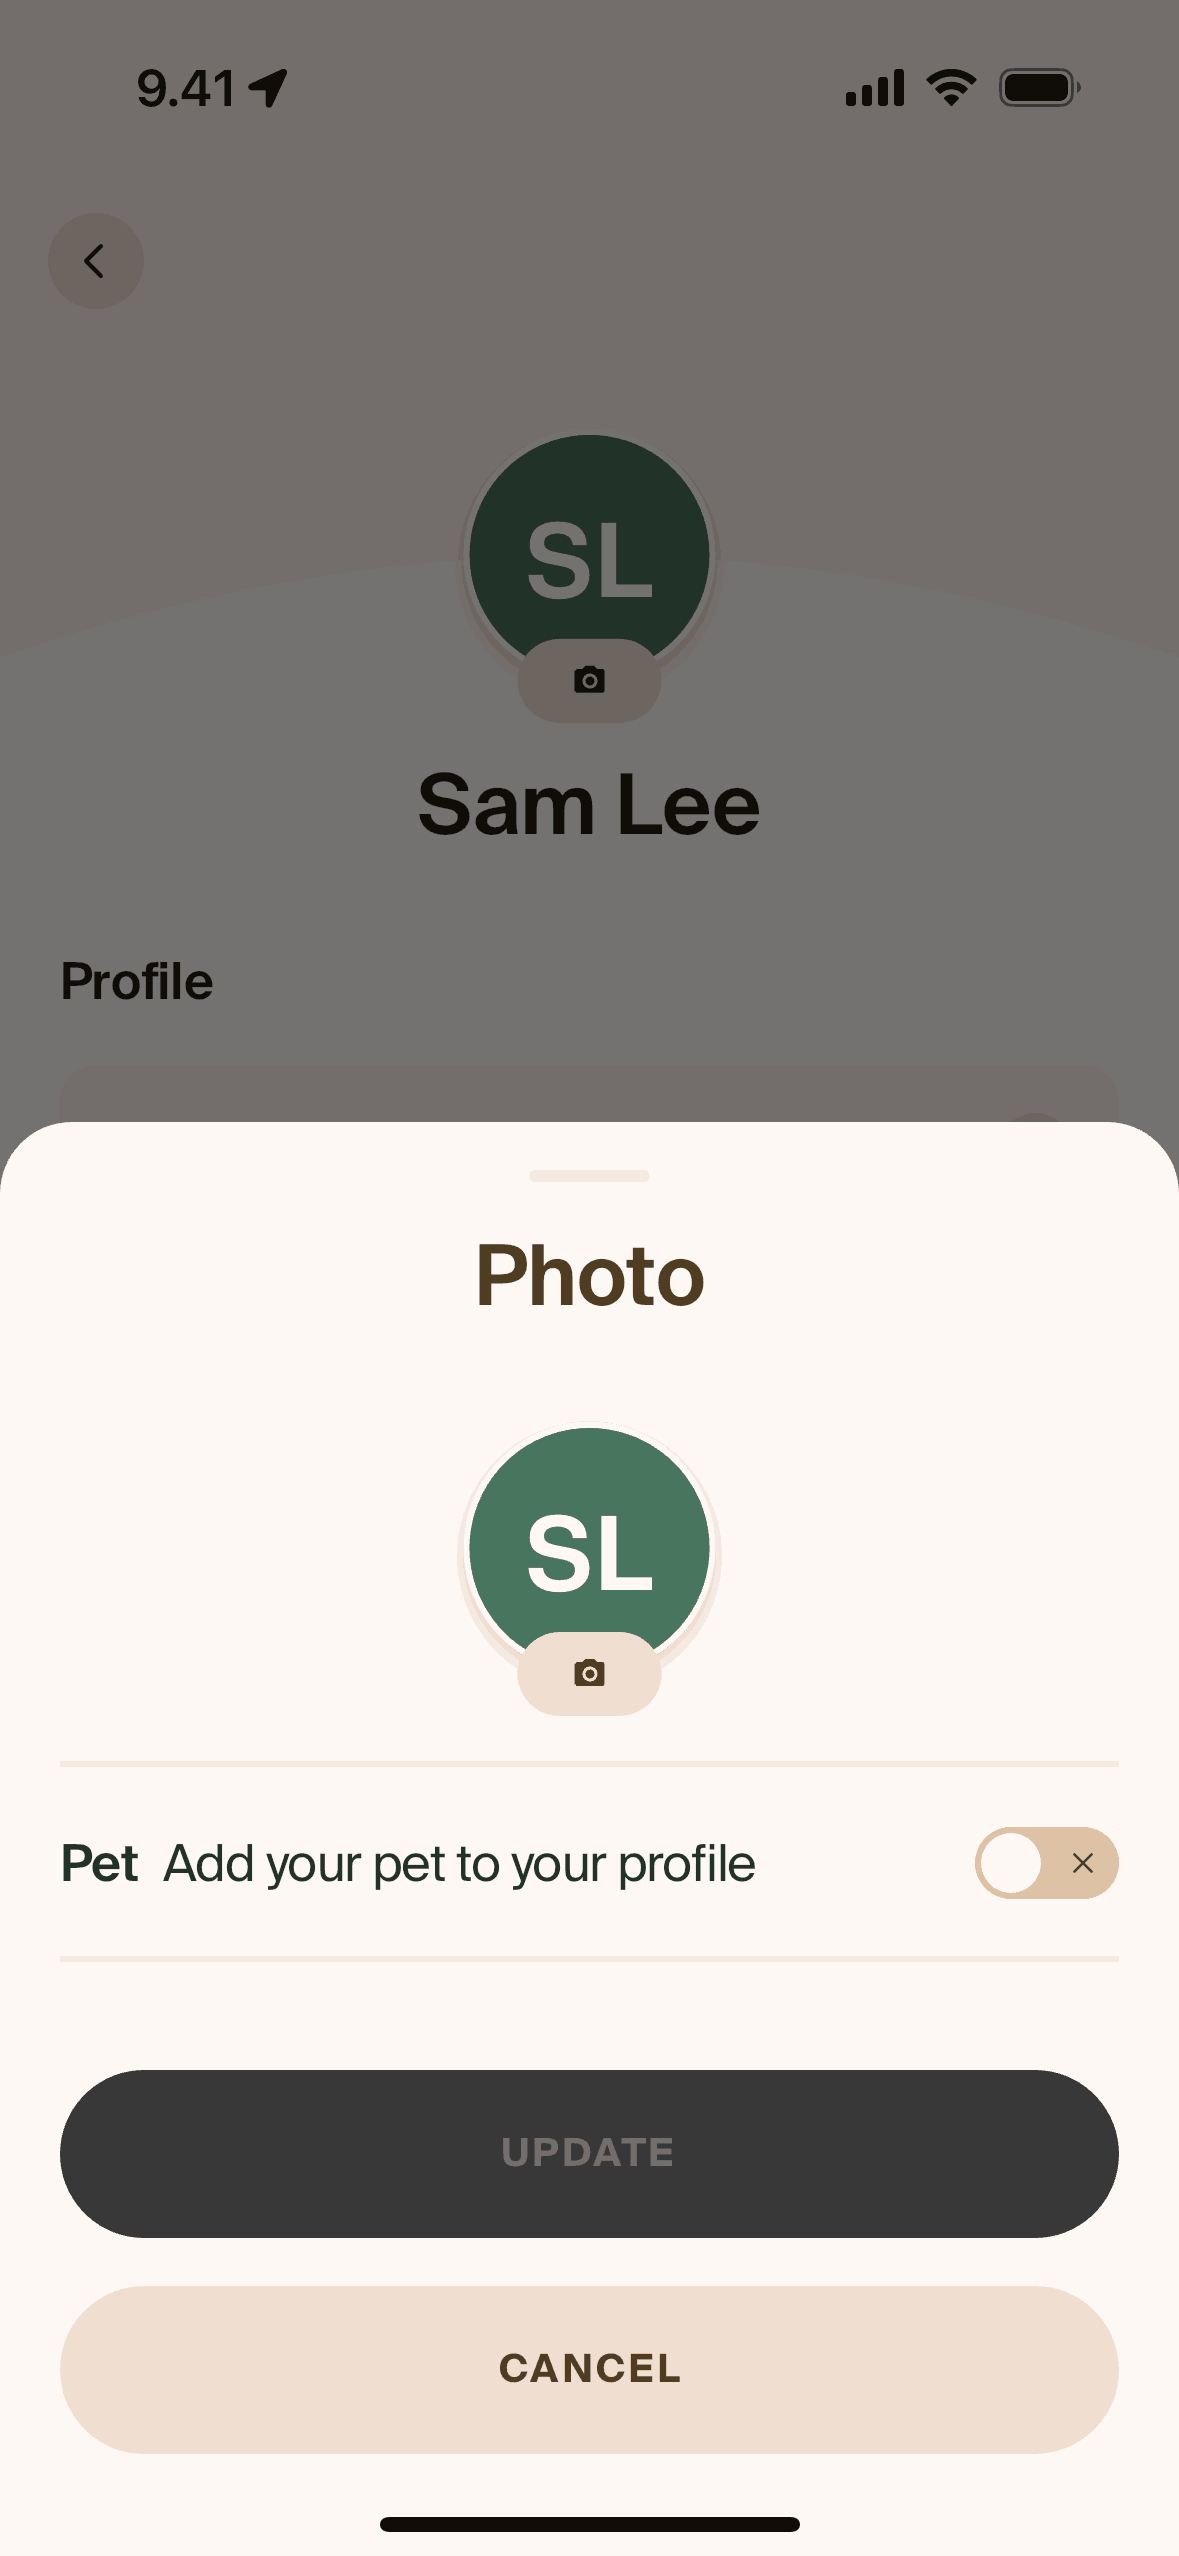 9.41
SL
Sam Lee
Profile
Photo
SL
Pet Add your pet to your profile
UPDATE
CANCEL